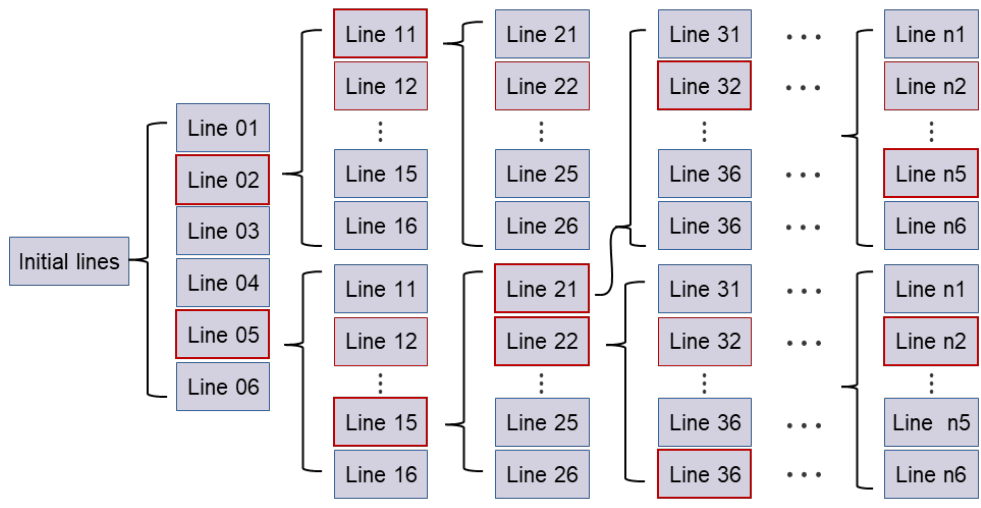 Initial lines
Line 01
Line 02
Line 03
Line 04
Line 05
Line 06
Line 11
Line 12
⋮
Line 15
Line 16
Line 11
Line 12
⋮
Line 15
Line 16
Line 21
Line 22
⋮
Line 25
Line 26
Line 21
Line 22
⋮
Line 25
Line 26
Line 31
Line 32
⋮
Line 36
Line 36
Line 31
Line 32
⋮
Line 36
Line 36
...
...
...
...
...
...
...
...
Line n1
Line n2
⋮
Line n5
Line n6
Line n1
Line n2
⋮
Line n5
Line n6